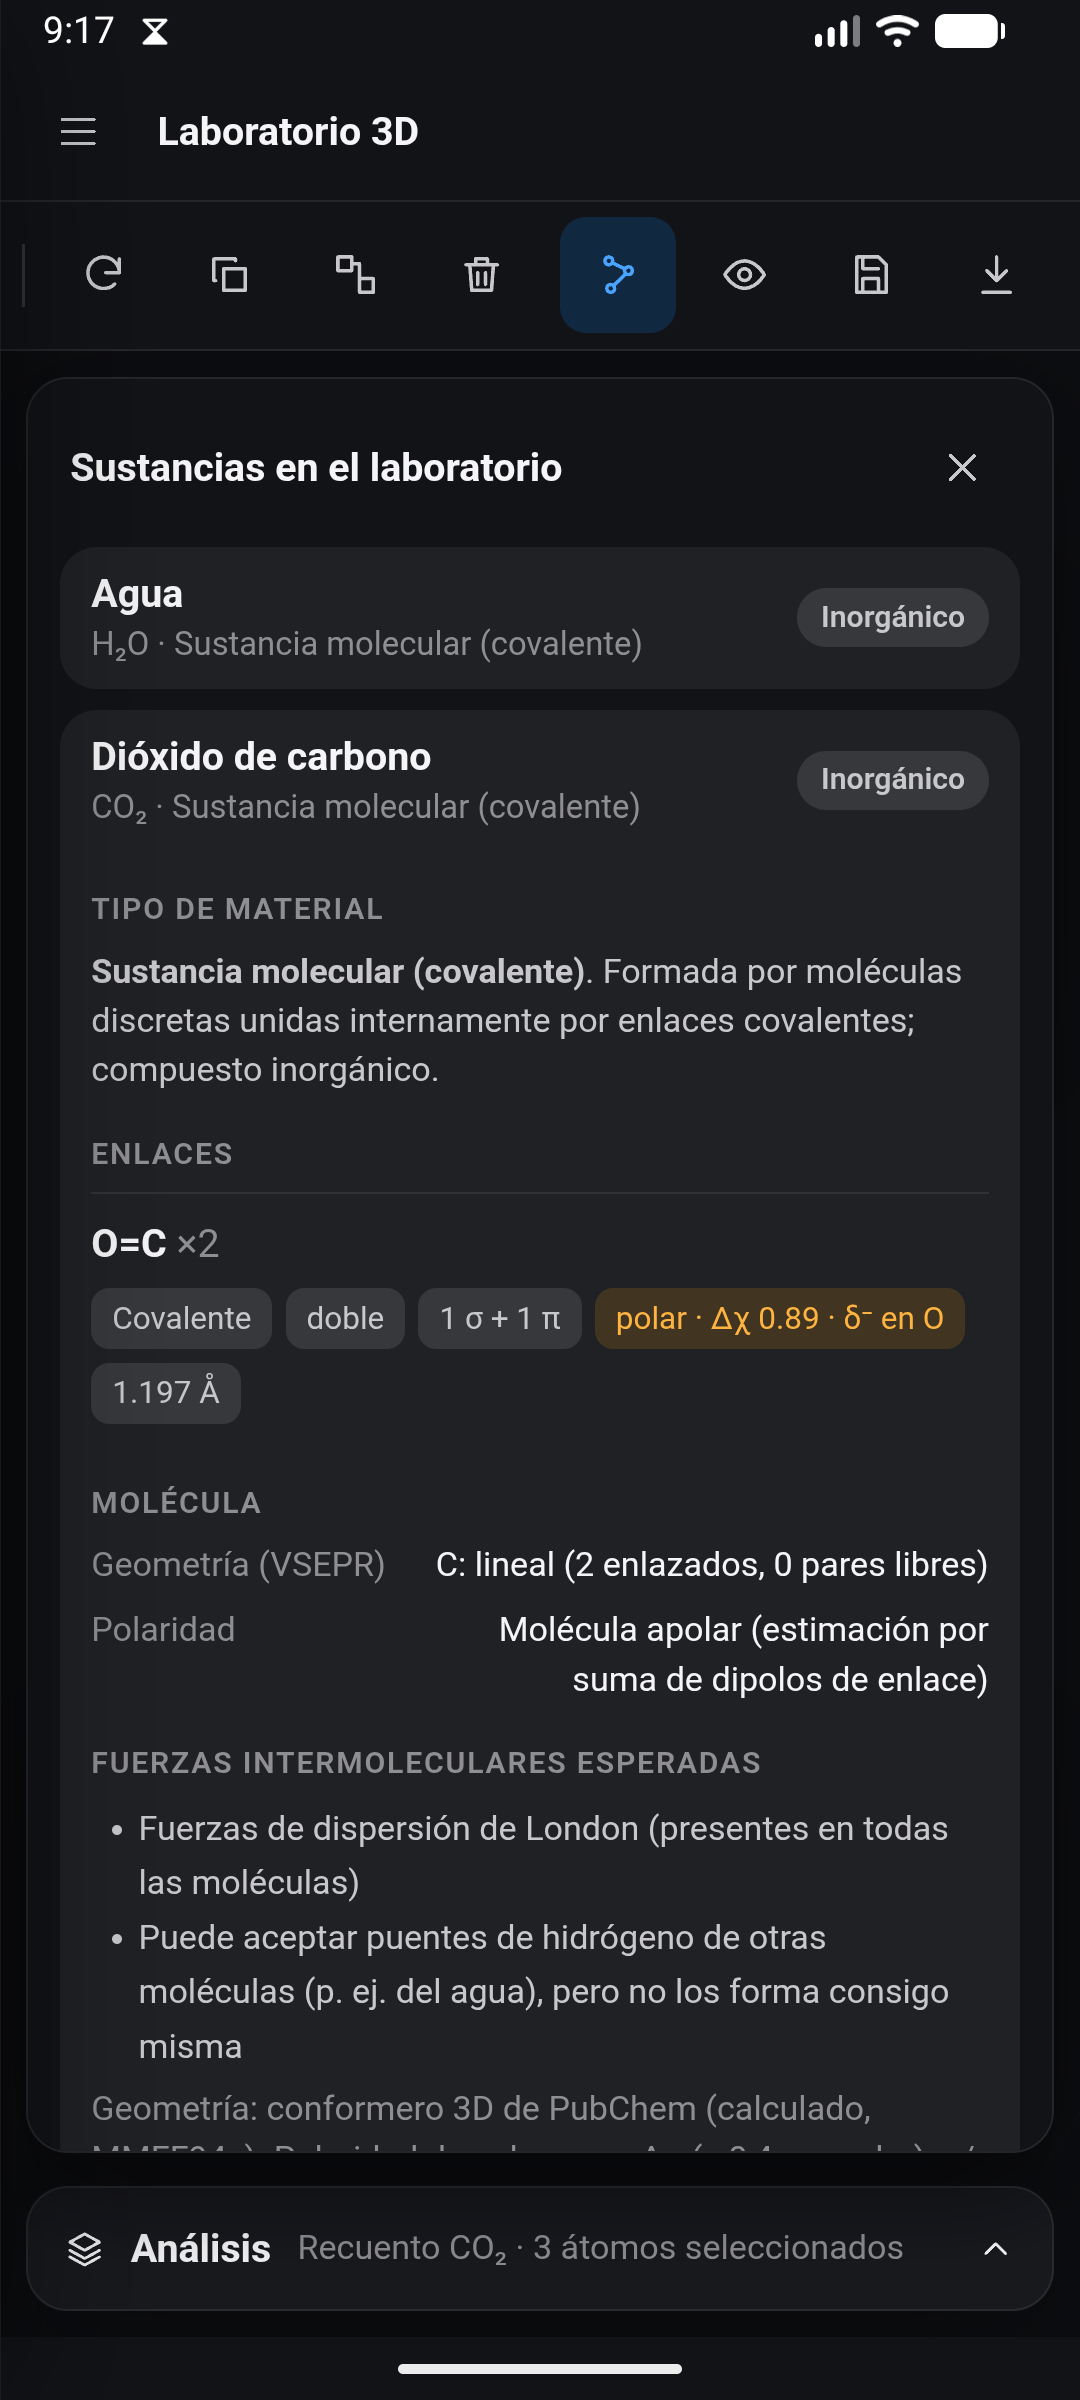 9:17
Laboratorio 3D
Sustancias en el laboratorio
Agua
H₂O · Sustancia molecular (covalente)
Inorgánico
Dióxido de carbono
CO₂ · Sustancia molecular (covalente)
Inorgánico
TIPO DE MATERIAL
Sustancia molecular (covalente). Formada por moléculas
discretas unidas internamente por enlaces covalentes;
compuesto inorgánico.
ENLACES
O=C ×2
Covalente
doble
1 σ + 1 π
polar · Δχ 0.89 · δ⁻ en O
1.197 Å
MOLÉCULA
Geometría (VSEPR) C: lineal (2 enlazados, 0 pares libres)
Polaridad Molécula apolar (estimación por
suma de dipolos de enlace)
FUERZAS INTERMOLECULARES ESPERADAS
• Fuerzas de dispersión de London (presentes en todas
las moléculas)
• Puede aceptar puentes de hidrógeno de otras
moléculas (p. ej. del agua), pero no los forma consigo
misma
Geometría: conformero 3D de PubChem (calculado,
Análisis Recuento CO₂ · 3 átomos seleccionados